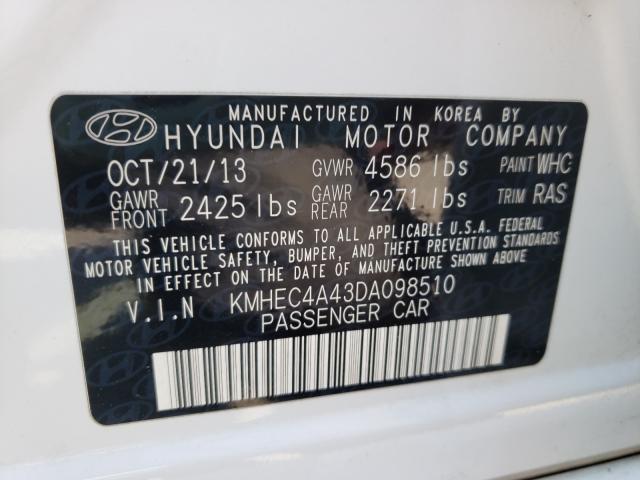 MANUFACTURED IN KOREA BY
HYUNDAI MOTOR COMPANY
OCT/21/13 GVWR 4586 lbs PAINT WHC
GAWR FRONT 2425 lbs GAWR REAR 2271 lbs TRIM RAS
THIS VEHICLE CONFORMS TO ALL APPLICABLE U.S.A. FEDERAL
MOTOR VEHICLE SAFETY, BUMPER, AND THEFT PREVENTION STANDARDS
IN EFFECT ON THE DATE OF MANUFACTURE SHOWN ABOVE
V.I.N KMHEC4A43DA098510
PASSENGER CAR